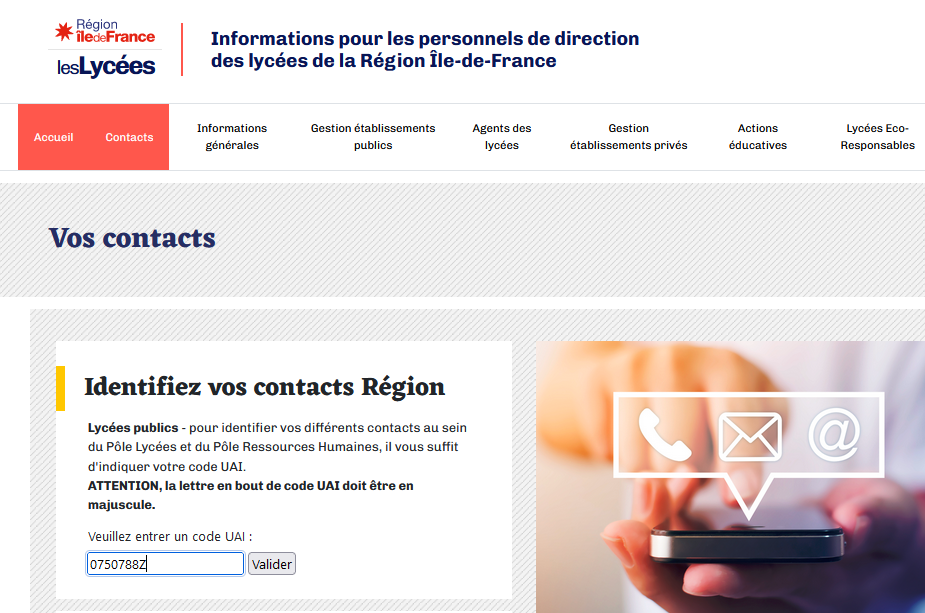 Région
îledeFrance
lesLycées
Informations pour les personnels de direction
des lycées de la Région Île-de-France
Accueil
Contacts
Informations
générales
Gestion établissements
publics
Agents des
lycées
Gestion
établissements privés
Actions
éducatives
Lycées Eco-
Responsables
Vos contacts
Identifiez vos contacts Région
Lycées publics - pour identifier vos différents contacts au sein
du Pôle Lycées et du Pôle Ressources Humaines, il vous suffit
d'indiquer votre code UAI.
ATTENTION, la lettre en bout de code UAI doit être en
majuscule.
Veuillez entrer un code UAI :
0750788Z Valider
@